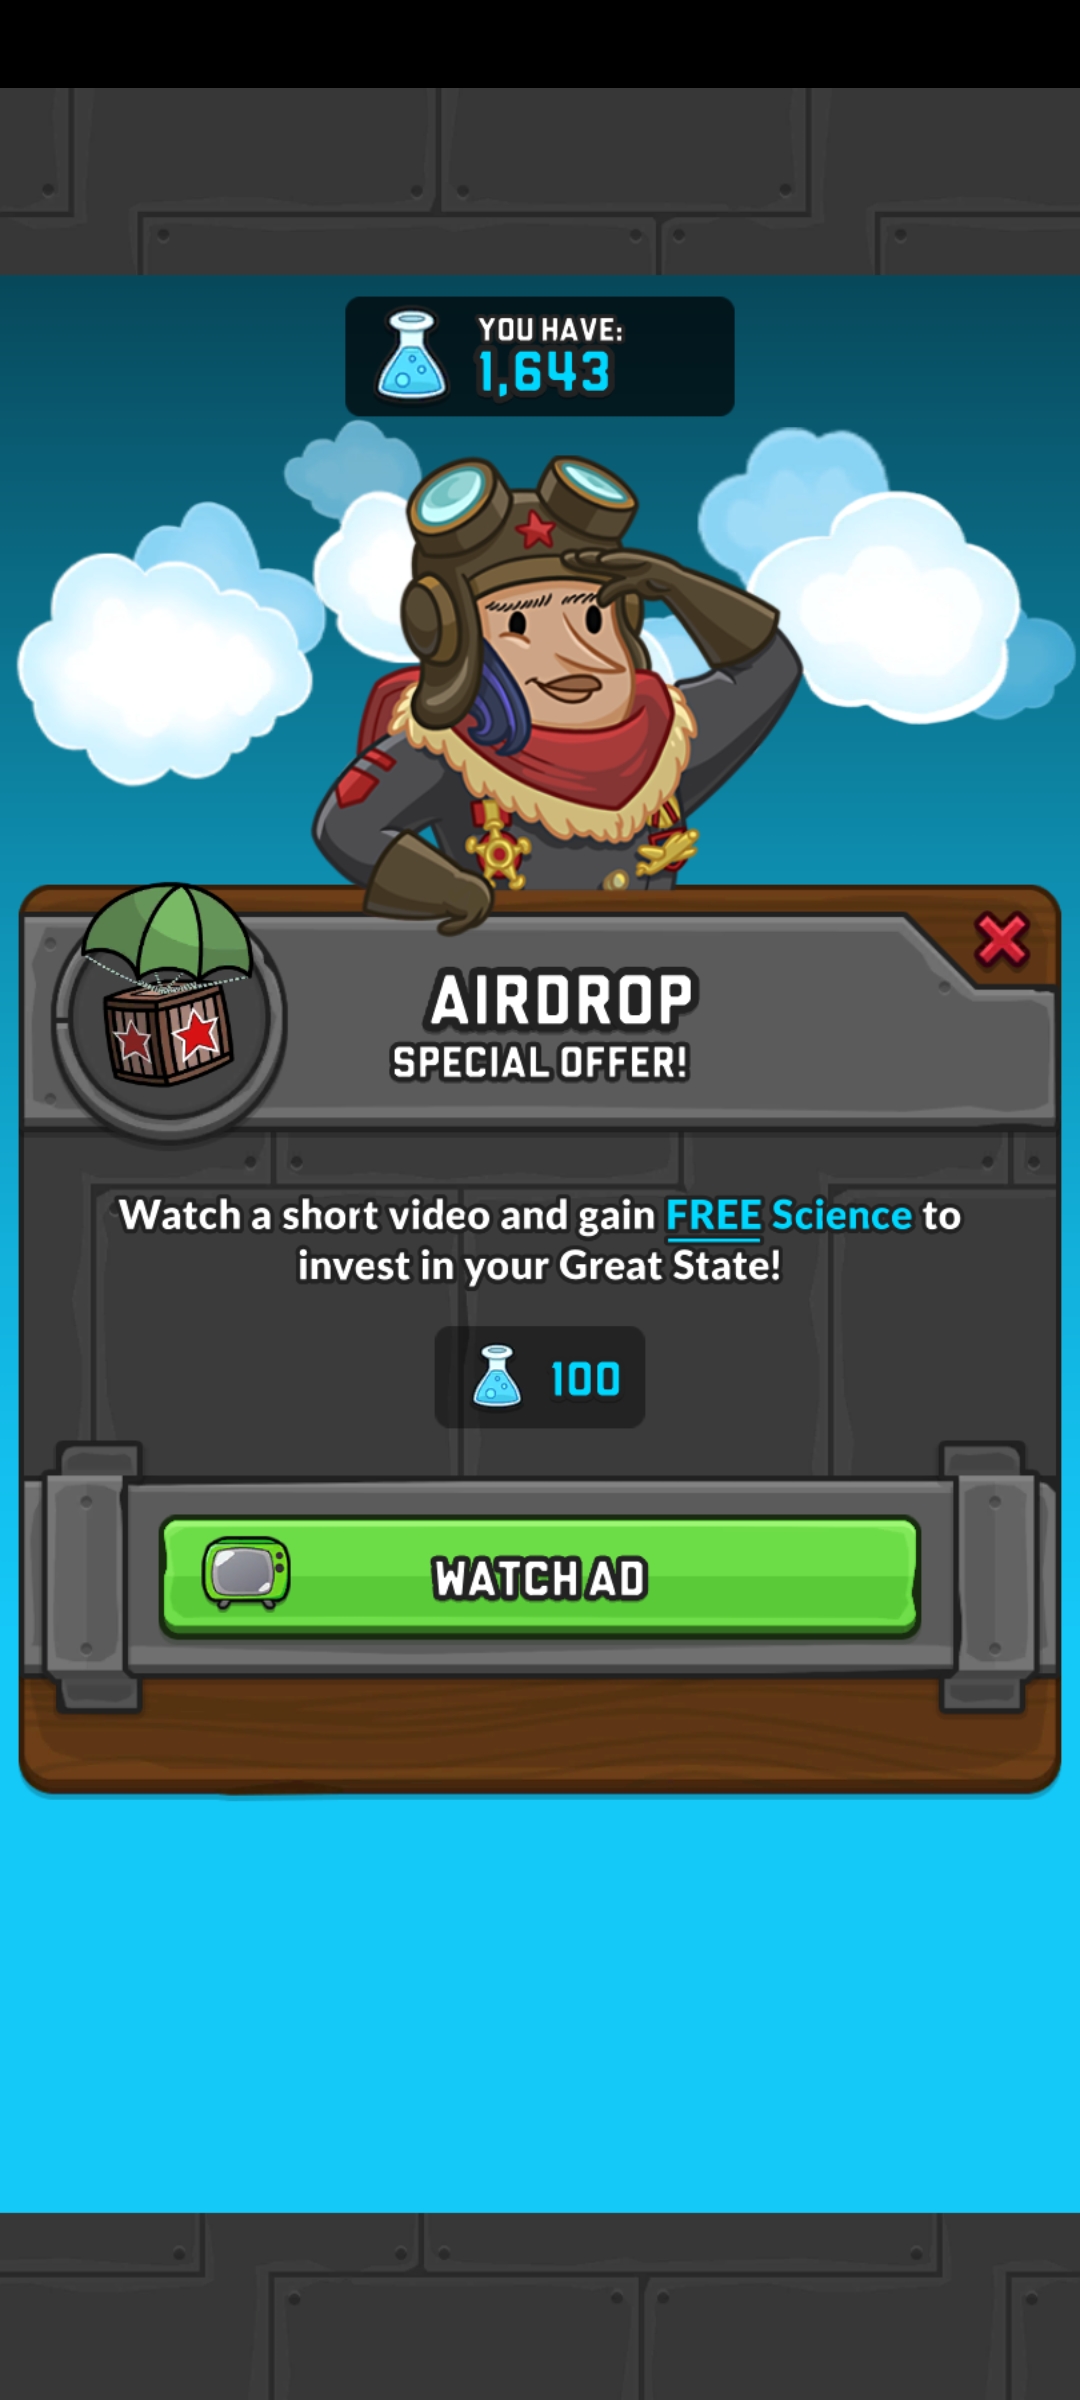 YOU HAVE:
1,643
AIRDROP
SPECIAL OFFER!
Watch a short video and gain FREE Science to
invest in your Great State!
100
WATCH AD